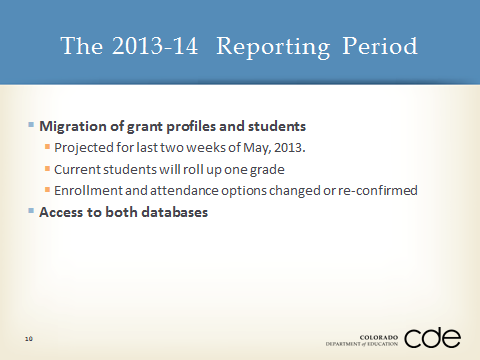 The 2013-14 Reporting Period
Migration of grant profiles and students
Projected for last two weeks of May, 2013.
Current students will roll up one grade
Enrollment and attendance options changed or re-confirmed
Access to both databases
10
COLORADO
DEPARTMENT of EDUCATION
cde